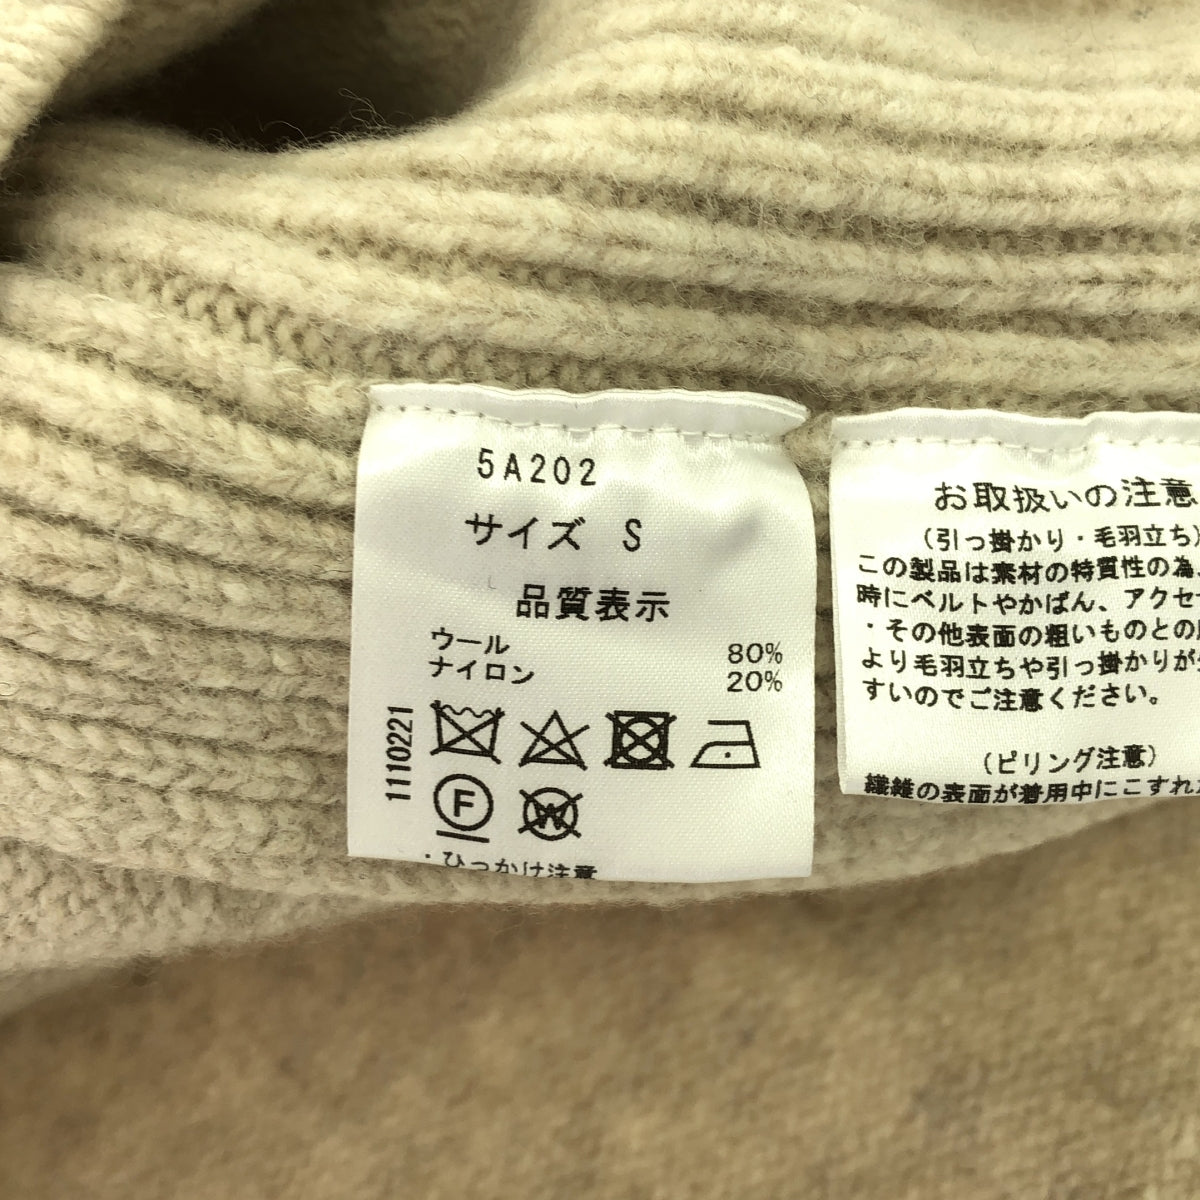 5A202
サイズ S
品質表示
ウール 80%
ナイロン 20%
1110221
F
W
・ひっかけ注意
お取扱いの注意
(引っ掛かり・毛羽立ち)
この製品は素材の特質性の為、
時にベルトやかばん、アクセ
・その他表面の粗いものとの
より毛羽立ちや引っ掛かりが
すいのでご注意ください。
(ピリング注意)
繊維の表面が着用中にこすれ